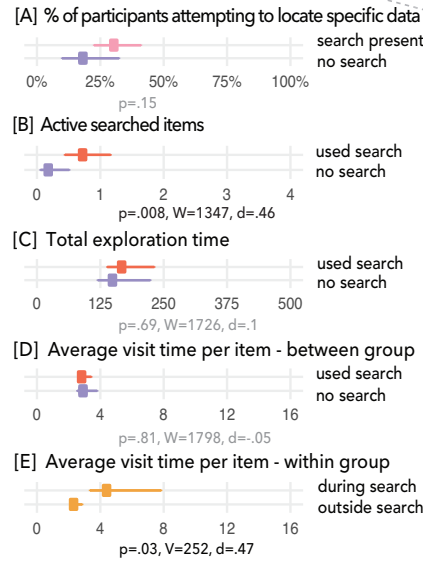 [A] % of participants attempting to locate specific data
search present
no search
0% 25% 50% 75% 100%
p=.15
[B] Active searched items
used search
no search
0 1 2 3 4
p=.008, W=1347, d=.46
[C] Total exploration time
used search
no search
0 125 250 375 500
p=.69, W=1726, d=.1
[D] Average visit time per item - between group
used search
no search
0 4 8 12 16
p=.81, W=1798, d=-.05
[E] Average visit time per item - within group
during search
outside search
0 4 8 12 16
p=.03, V=252, d=.47